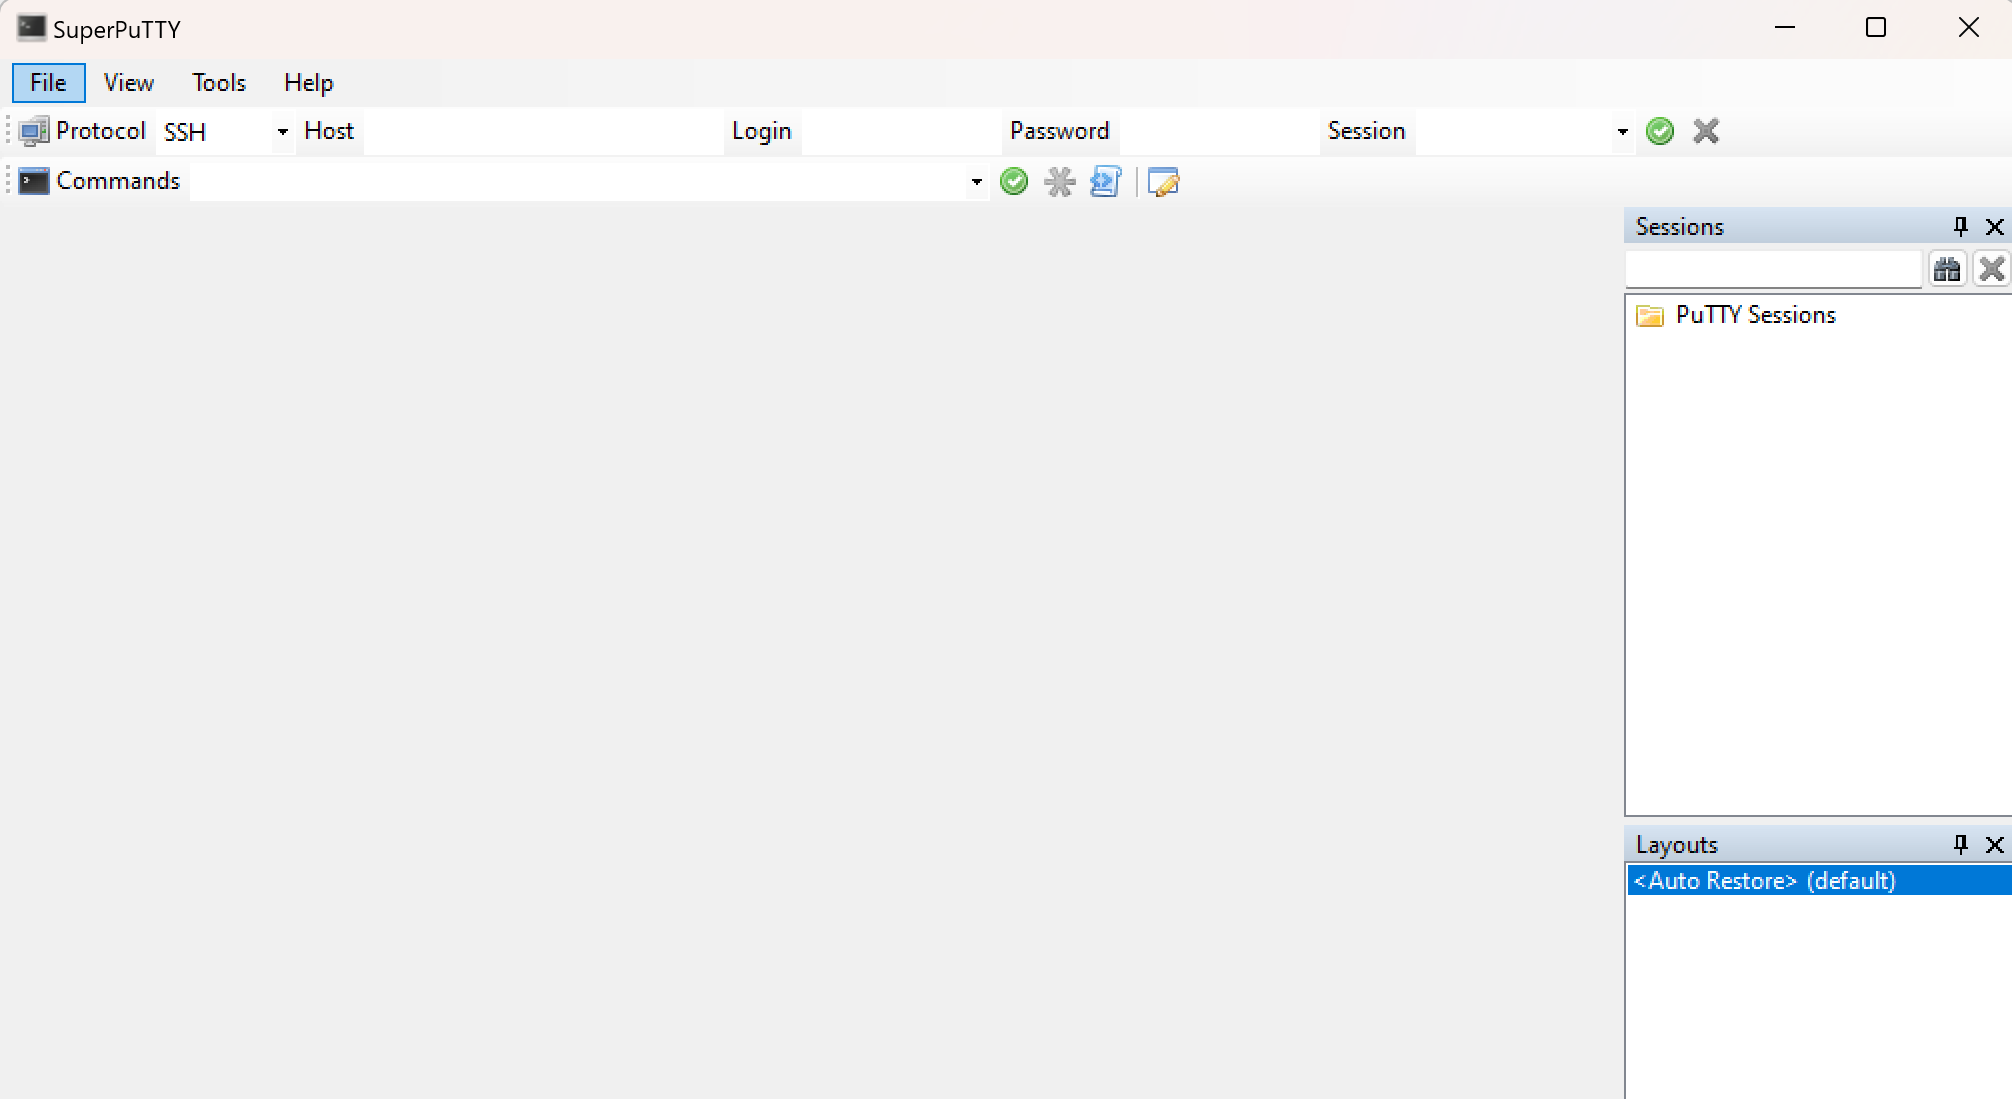 SuperPuTTY
File View Tools Help
Protocol SSH Host Login Password Session
Commands
Sessions
PuTTY Sessions
Layouts
<Auto Restore> (default)